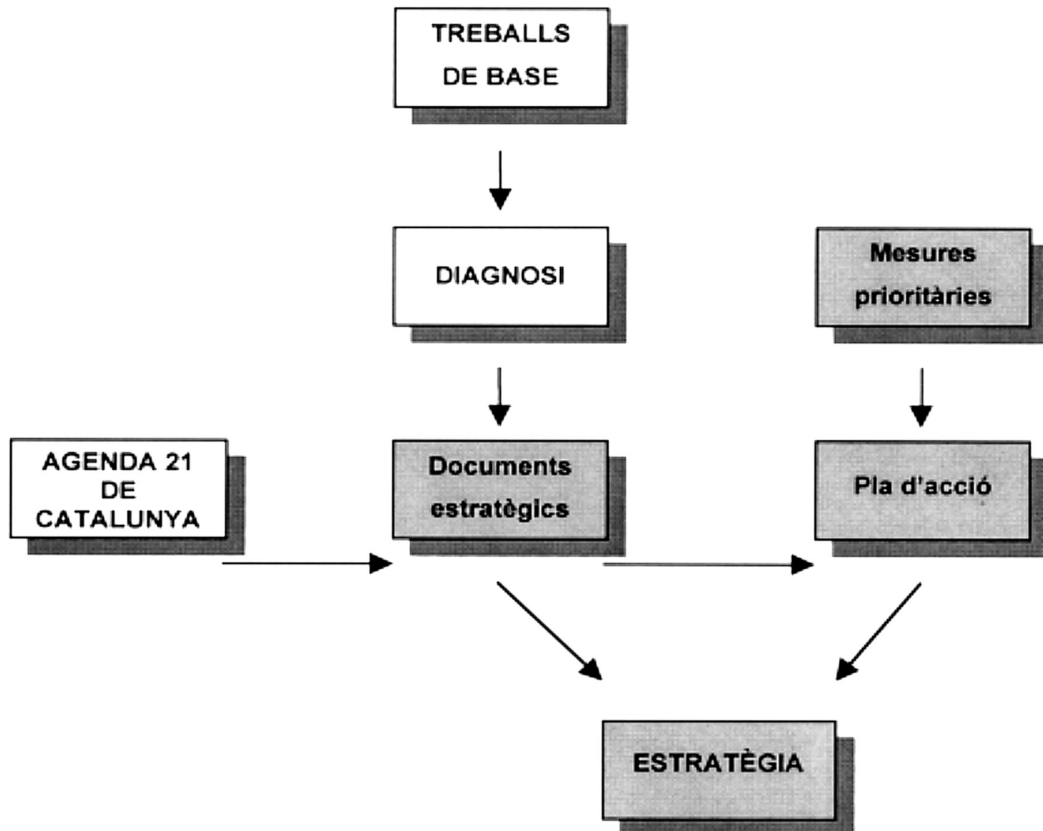 TREBALLS
DE BASE
DIAGNOSI
Mesures
prioritàries
AGENDA 21
DE
CATALUNYA
Documents
estratègics
Pla d'acció
ESTRATÈGIA